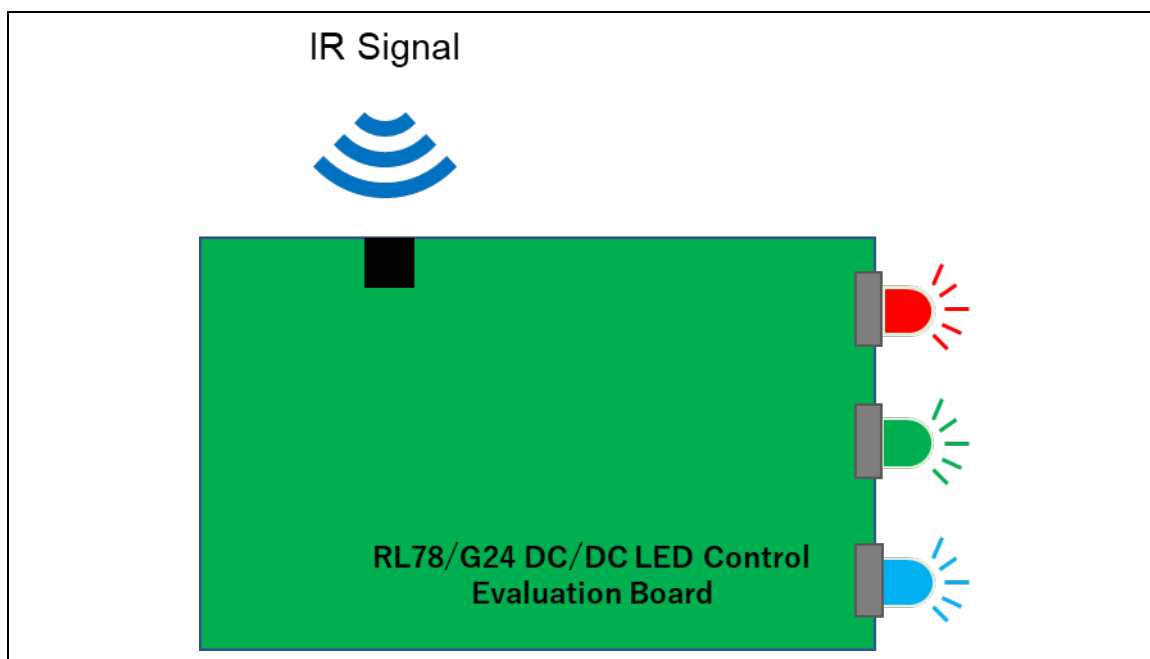 IR Signal
RL78/G24 DC/DC LED Control
Evaluation Board